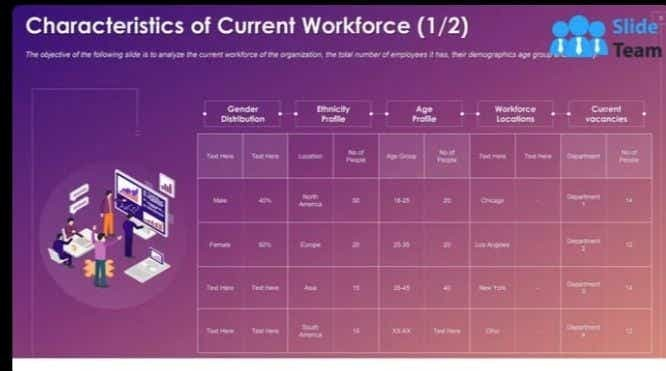 Characteristics of Current Workforce (1/2)
Slide
Team
The objective of the following slide is to analyze the current workforce of the organization, the total number of employees it has, their demographics age group
Gender Distribution Ethnicity Profile Age Profile Workforce Locations Current vacancies
Text Here Text Here Location No of People Age Group No of People Text Here Text Here Department No of People
Male 40% North America 50 18-25 20 Chicago - Department 1 14
Female 60% Europe 20 25-35 20 Los Angeles - Department 2 12
Text Here Text Here Asia 15 35-45 40 New York - Department 14
Text Here Text Here South America 15 XX-XX Text Here Ohio - Department 12